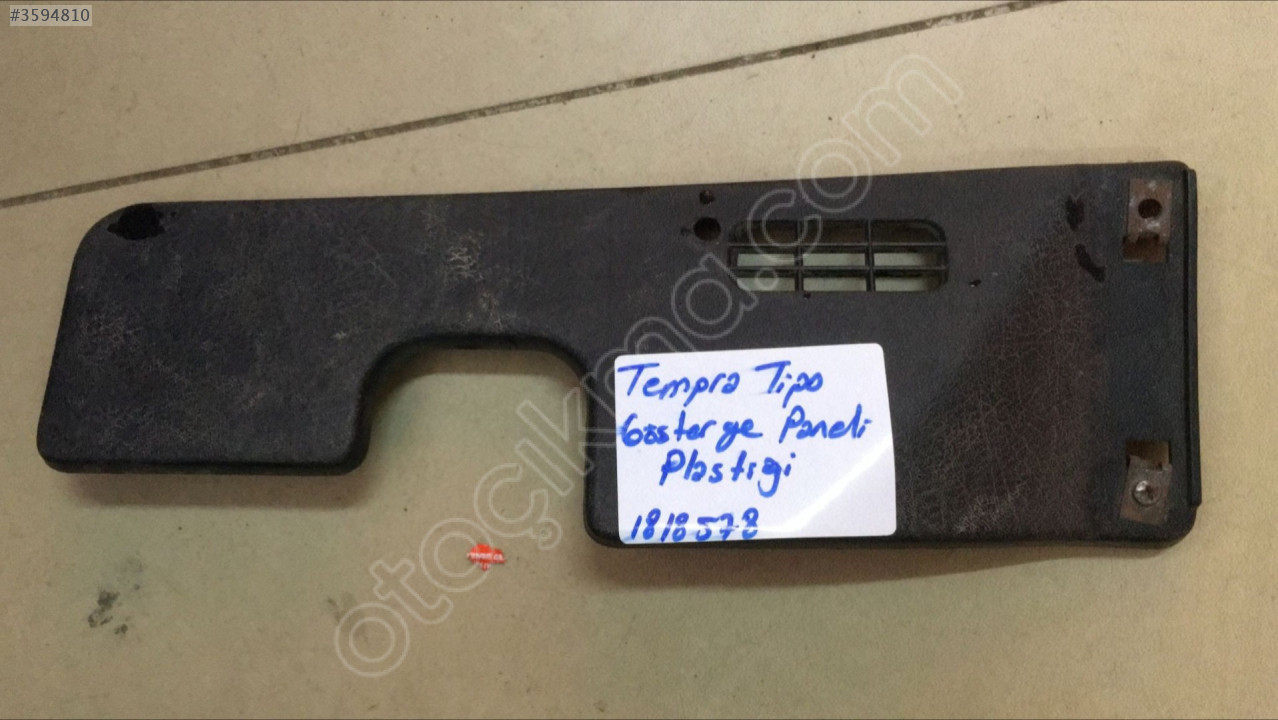 #3594810
otoçıkma.com
Tempra Tipo
Gösterge Paneli
Plastiği
1818578